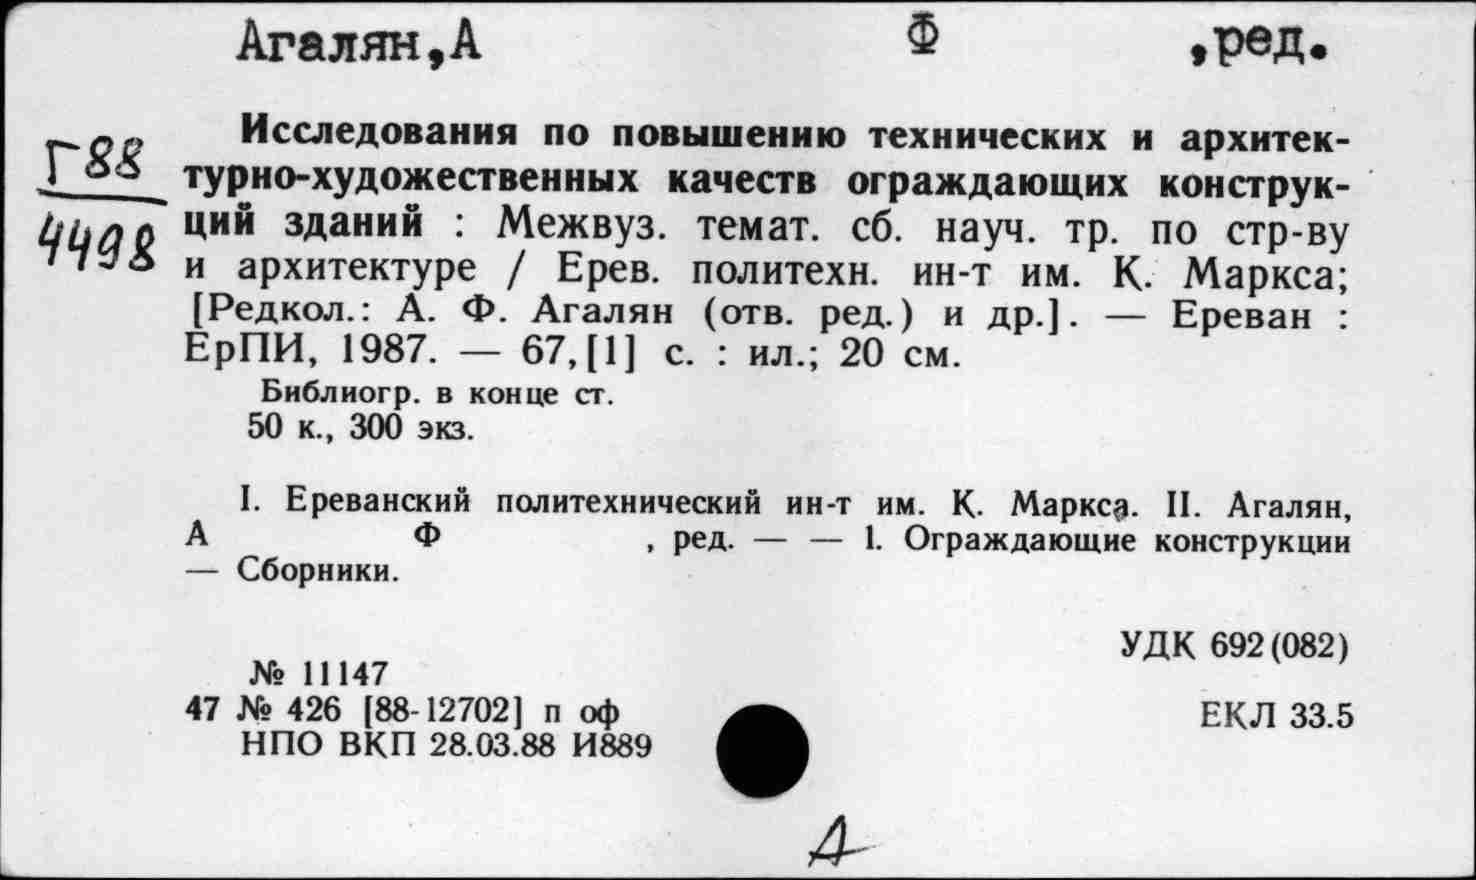 Агалян,А Ф ,ред.
Г88
4498
Исследования по повышению технических и архитек-
турно-художественных качеств ограждающих конструк-
ций зданий : Межвуз. темат. сб. науч. тр. по стр-ву
и архитектуре / Ерев. политехн. ин-т им. К. Маркса;
[Редкол.: А. Ф. Агалян (отв. ред.) и др.]. — Ереван :
ЕрПИ, 1987. — 67,[1] с. : ил.; 20 см.
Библиогр. в конце ст.
50 к., 300 экз.
I. Ереванский политехнический ин-т им. К. Маркса. II. Агалян,
А Ф , ред. — — 1. Ограждающие конструкции
— Сборники.
УДК 692(082)
№ 11147
47 № 426 [88-12702] п оф
ЕКЛ 33.5
НПО ВКП 28.03.88 И889
А